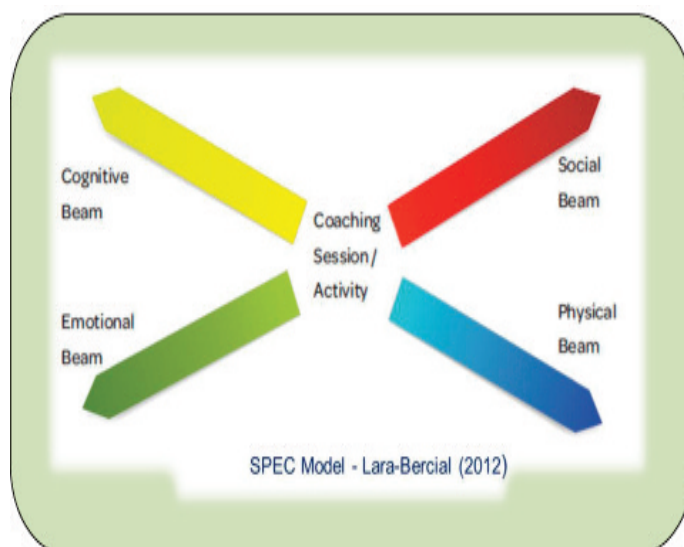 Cognitive
Beam
Social
Beam
Coaching
Session/
Activity
Emotional
Beam
Physical
Beam
SPEC Model - Lara-Bercial (2012)